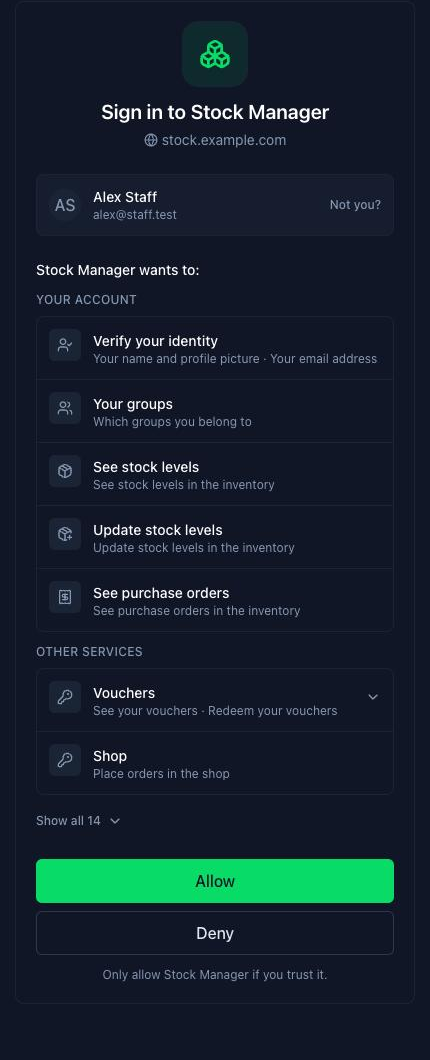 Sign in to Stock Manager
stock.example.com
AS
Alex Staff
alex@staff.test
Not you?
Stock Manager wants to:
YOUR ACCOUNT
Verify your identity
Your name and profile picture · Your email address
Your groups
Which groups you belong to
See stock levels
See stock levels in the inventory
Update stock levels
Update stock levels in the inventory
See purchase orders
See purchase orders in the inventory
OTHER SERVICES
Vouchers
See your vouchers · Redeem your vouchers
Shop
Place orders in the shop
Show all 14
Allow
Deny
Only allow Stock Manager if you trust it.